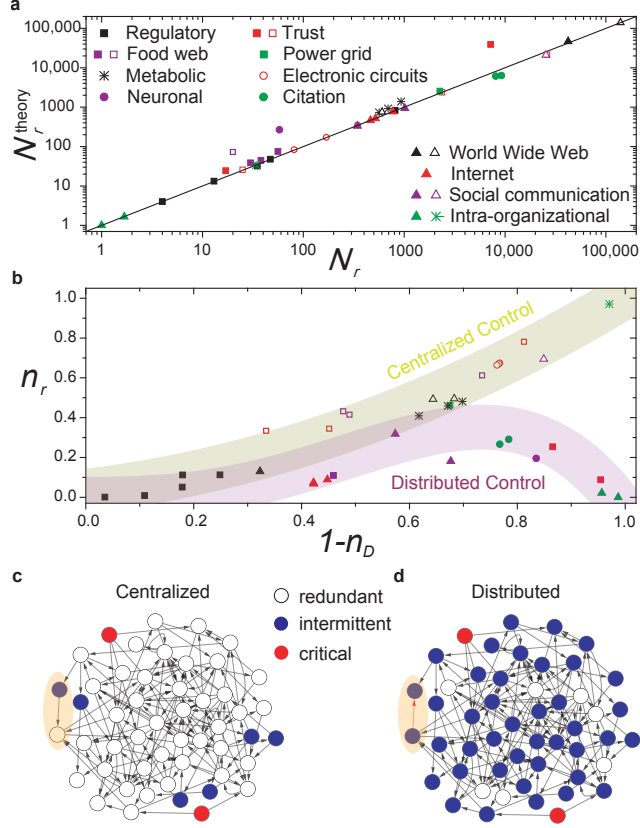 a
100,000
10,000
1000
100
10
1
N_r^theory
Regulatory
Food web
Metabolic
Neuronal
Trust
Power grid
Electronic circuits
Citation
World Wide Web
Internet
Social communication
Intra-organizational
1 10 100 1000 10,000 100,000
N_r
b
1.0
0.8
0.6
0.4
0.2
0.0
n_r
Centralized Control
Distributed Control
0.0 0.2 0.4 0.6 0.8 1.0
1-n_D
c Centralized
redundant
intermittent
critical
d Distributed